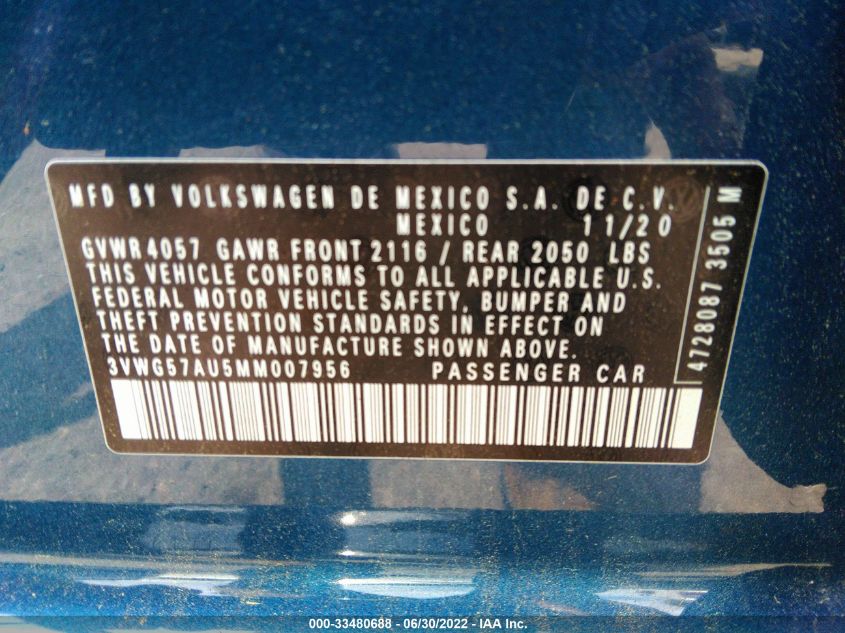 MFD BY VOLKSWAGEN DE MEXICO S.A. DE C.V.
MEXICO 11/20
GVWR 4057 GAWR FRONT 2116 / REAR 2050 LBS
THIS VEHICLE CONFORMS TO ALL APPLICABLE U.S.
FEDERAL MOTOR VEHICLE SAFETY, BUMPER AND
THEFT PREVENTION STANDARDS IN EFFECT ON
THE DATE OF MANUFACTURE SHOWN ABOVE.
3VWG57AU5MM007956 PASSENGER CAR
4728087 3505 M
000-33480688 - 06/30/2022 - IAA Inc.